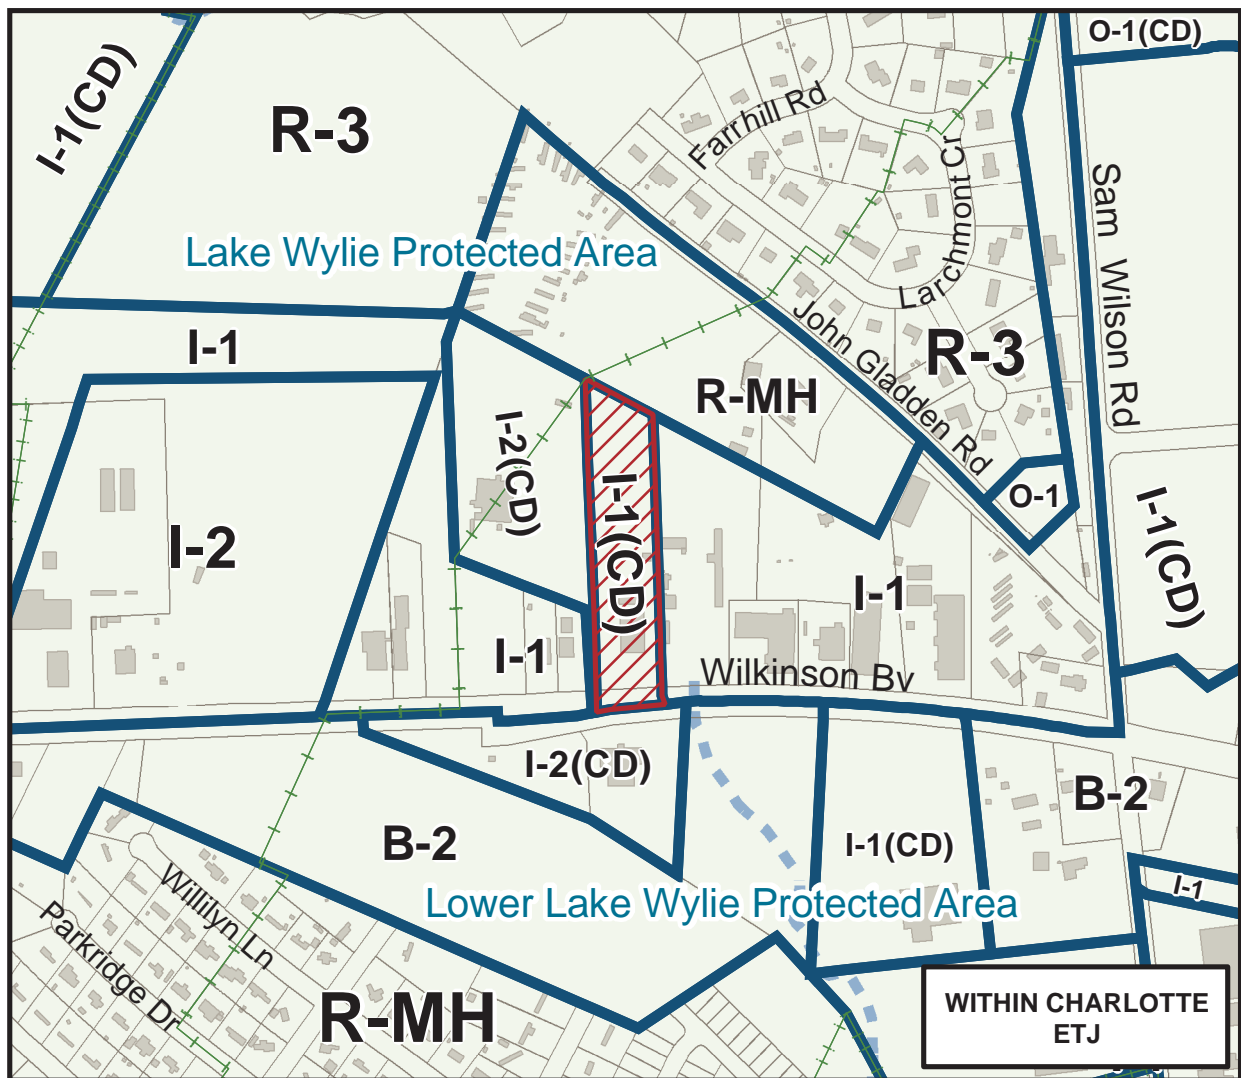 O-1(CD)
I-1(CD)
R-3
Farrhill Rd
Larchmont Cr
Sam Wilson Rd
Lake Wylie Protected Area
John Gladden Rd
R-3
I-1
R-MH
I-2(CD)
O-1
I-1(CD)
I-1(CD)
I-2
I-1
I-1
Wilkinson Bv
I-2(CD)
B-2
B-2
I-1(CD)
I-1
Lower Lake Wylie Protected Area
Willilyn Ln
Parkridge Dr
R-MH
WITHIN CHARLOTTE
ETJ